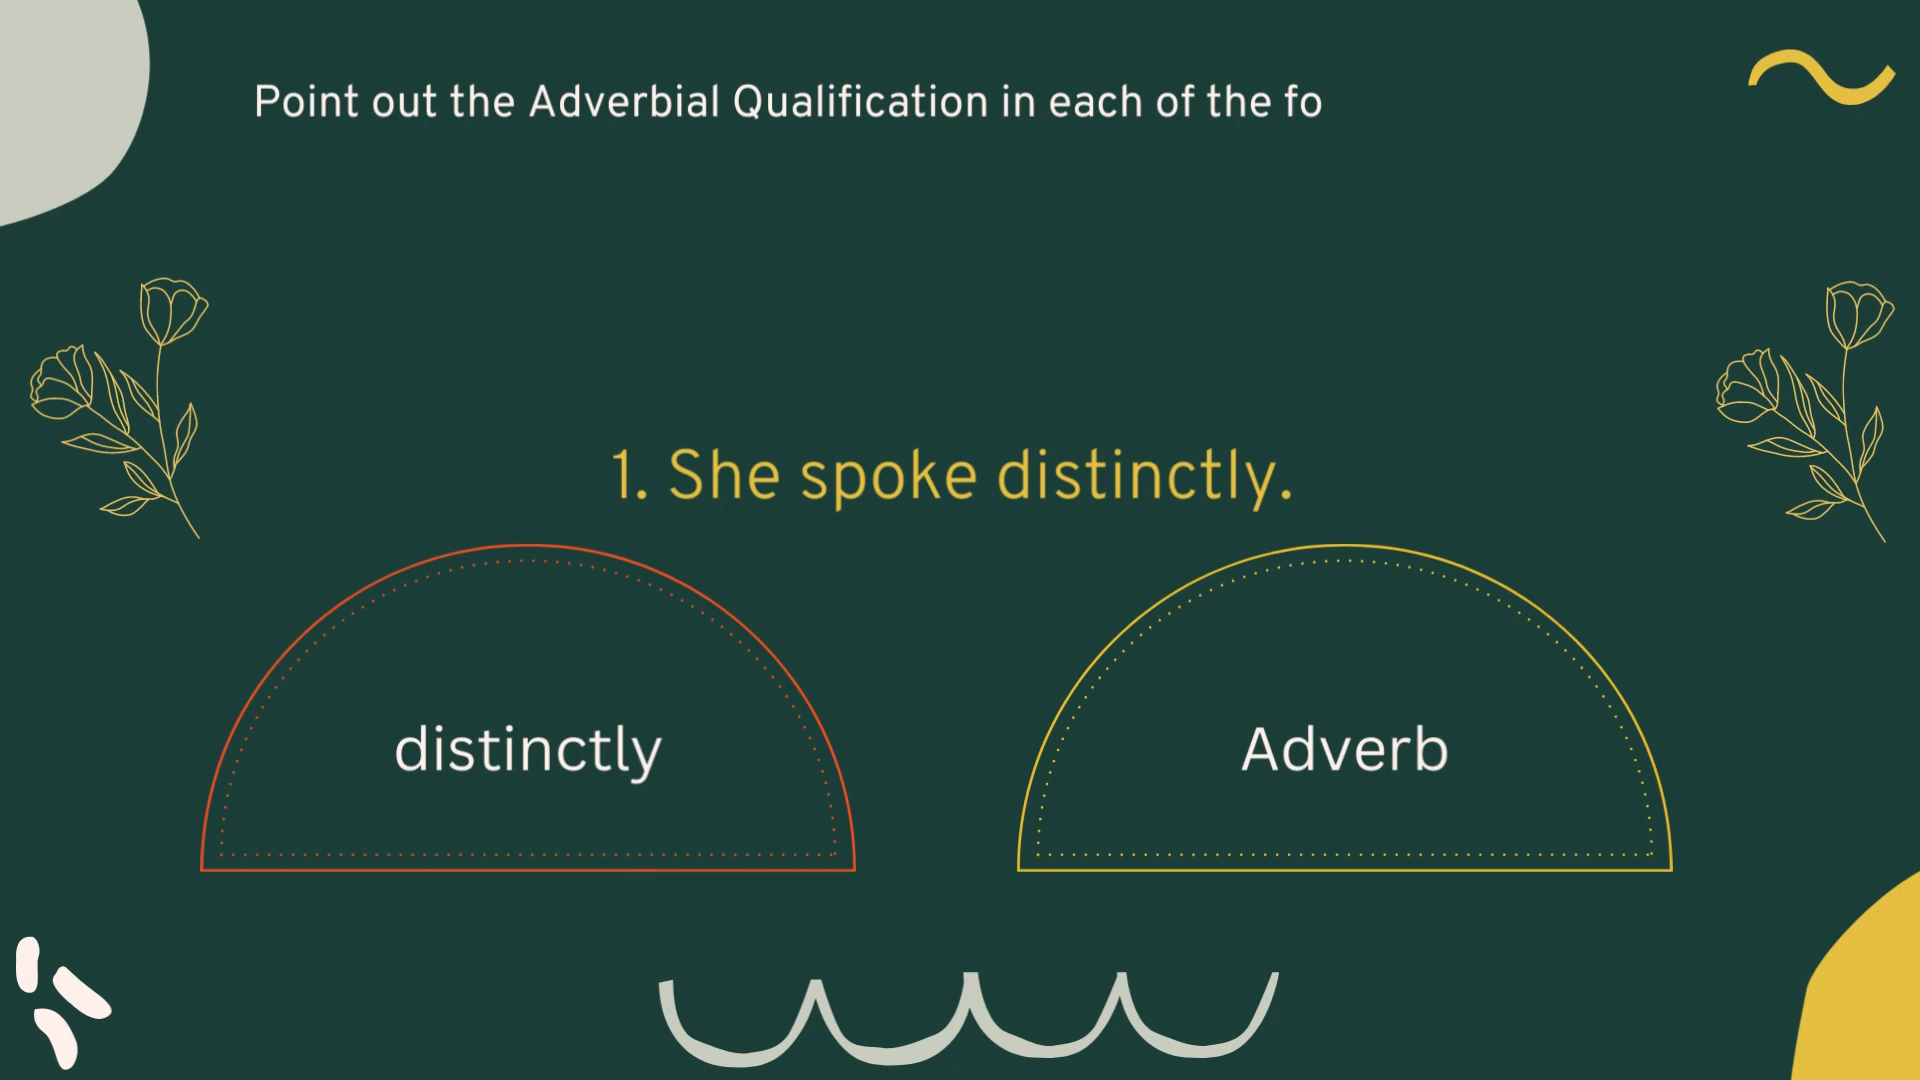 Point out the Adverbial Qualification in each of the fo
1. She spoke distinctly.
distinctly
Adverb